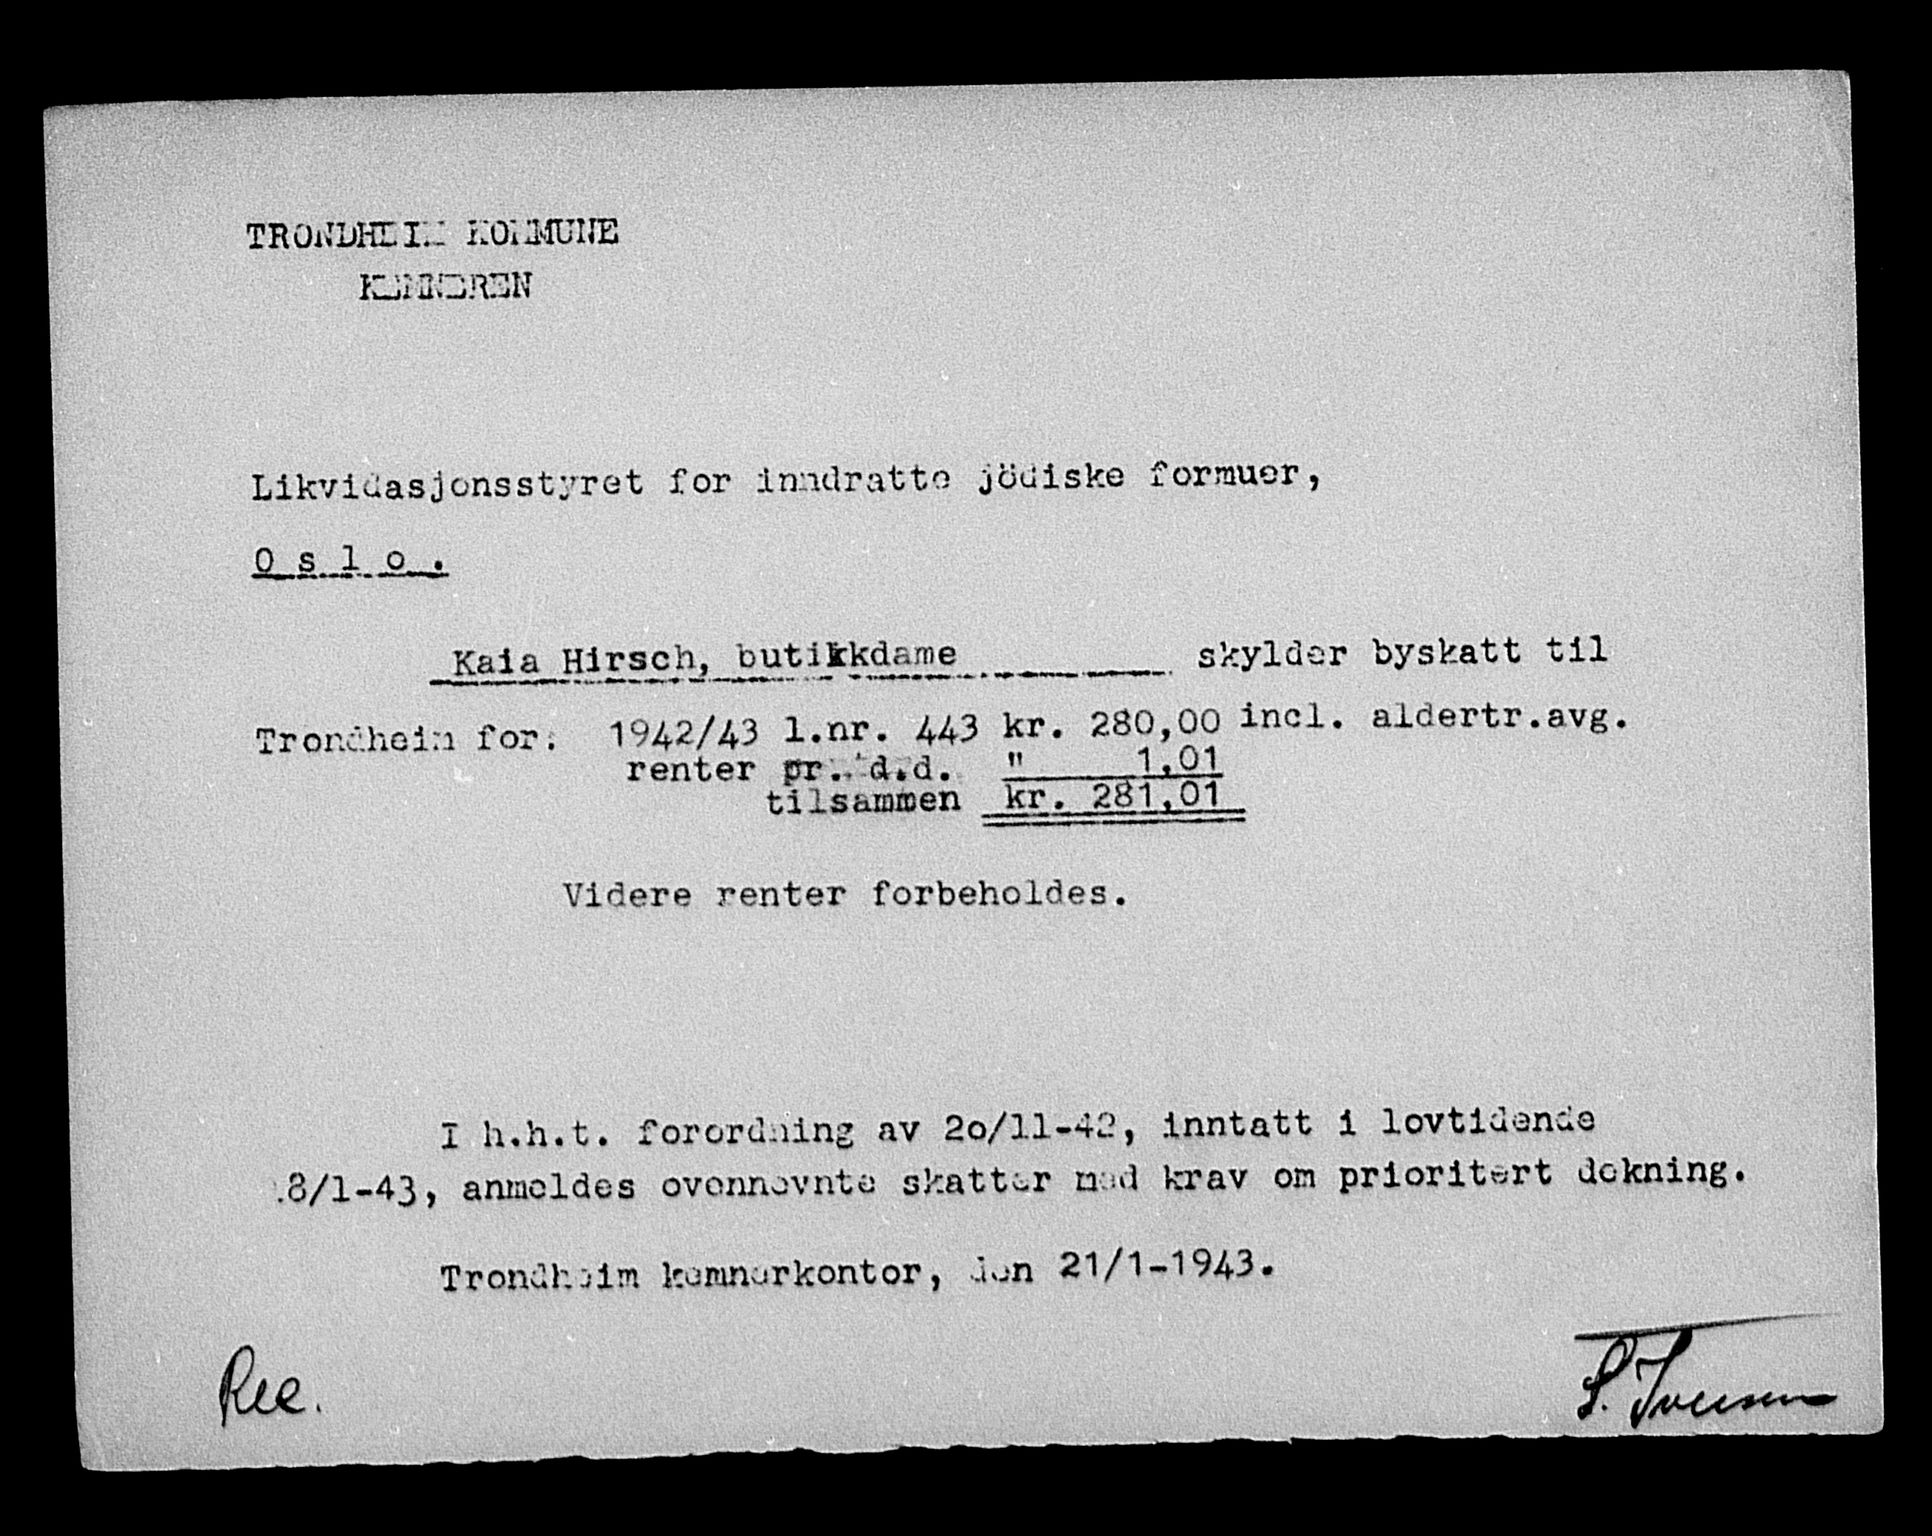 TRONDHEIM KOMMUNE
KEMNEREN
Likvidasjonsstyret for inndratte jödiske formuer,
Oslo.
Kaia Hirsch, butikkdame skylder byskatt til
Trondheim for: 1942/43 l.nr. 443 kr. 280,00 incl. aldertr.avg.
renter pr. d.d. " 1,01
tilsammen kr. 281,01
Videre renter forbeholdes.
I h.h.t. forordning av 2o/11-42, inntatt i lovtidende
8/1-43, anmeldes ovennevnte skatter med krav om prioritert dekning.
Trondheim kemnerkontor, den 21/1-1943.
S. Iversen